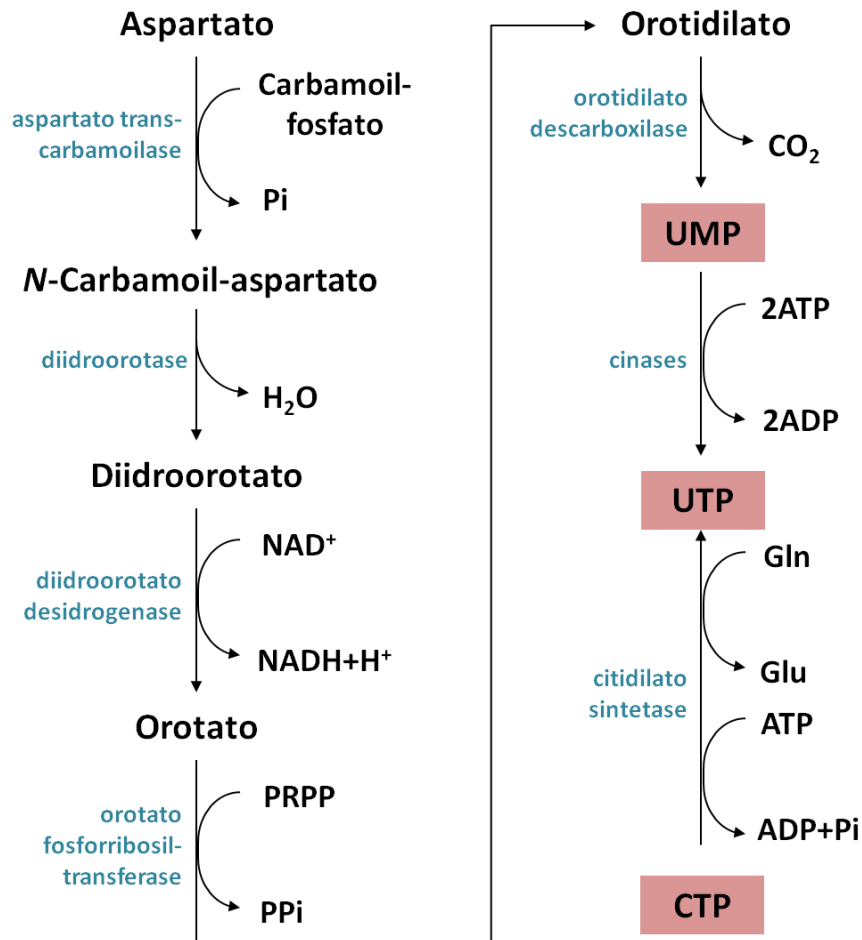 Aspartato
aspartato trans-
carbamoilase
Carbamoil-
fosfato
Pi
N-Carbamoil-aspartato
diidroorotase
H₂O
Diidroorotato
diidroorotato
desidrogenase
NAD⁺
NADH+H⁺
Orotato
orotato
fosforribosil-
transferase
PRPP
PPi
Orotidilato
orotidilato
descarboxilase
CO₂
UMP
cinases
2ATP
2ADP
UTP
Gln
Glu
citidilato
sintetase
ATP
ADP+Pi
CTP